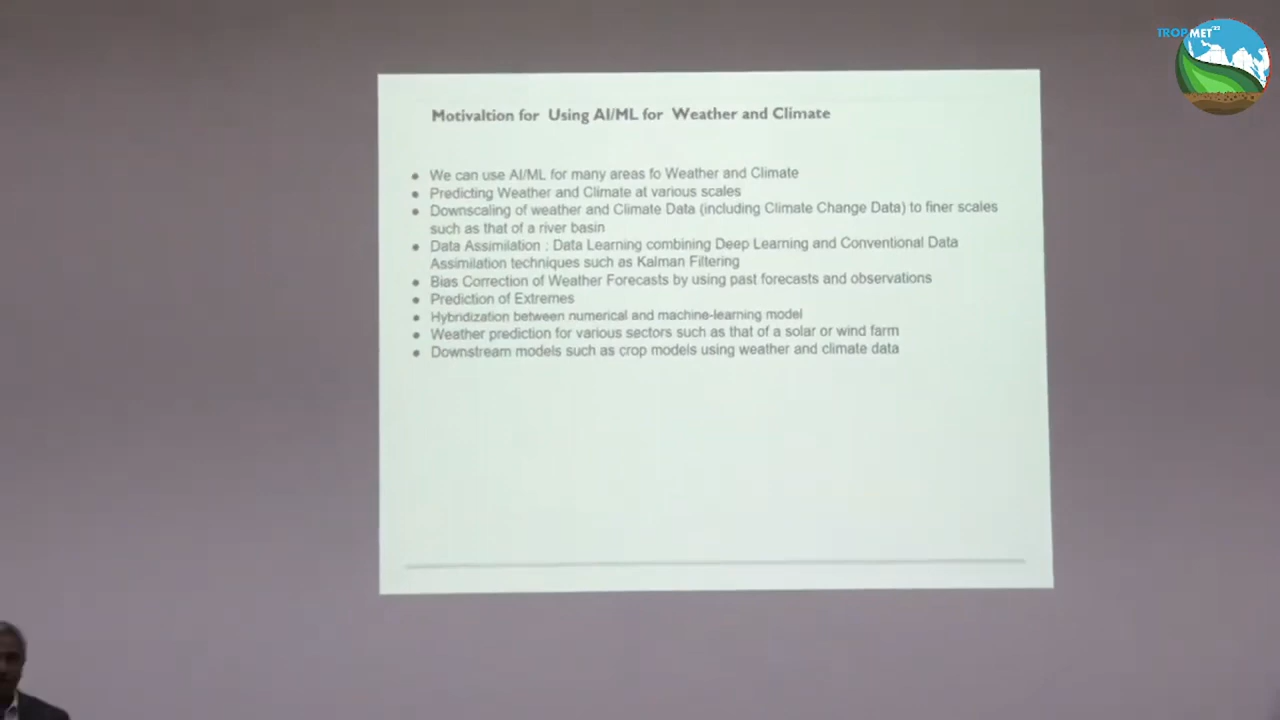 TROPMET
Motivaltion for Using AI/ML for Weather and Climate
• We can use AI/ML for many areas fo Weather and Climate
• Predicting Weather and Climate at various scales
• Downscaling of weather and Climate Data (including Climate Change Data) to finer scales
such as that of a river basin
• Data Assimilation : Data Learning combining Deep Learning and Conventional Data
Assimilation techniques such as Kalman Filtering
• Bias Correction of Weather Forecasts by using past forecasts and observations
• Prediction of Extremes
• Hybridization between numerical and machine-learning model
• Weather prediction for various sectors such as that of a solar or wind farm
• Downstream models such as crop models using weather and climate data